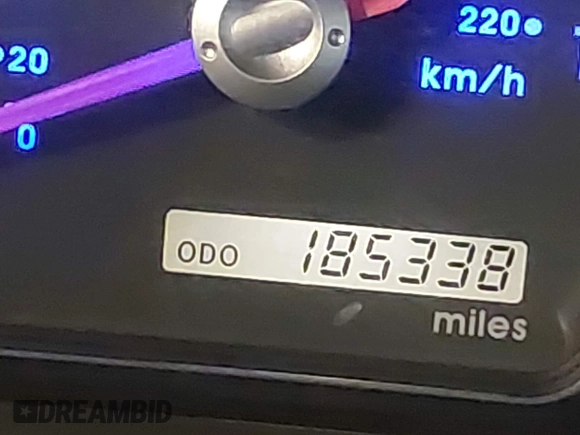 20
220
km/h
0
ODO 185338
miles
DREAMBID